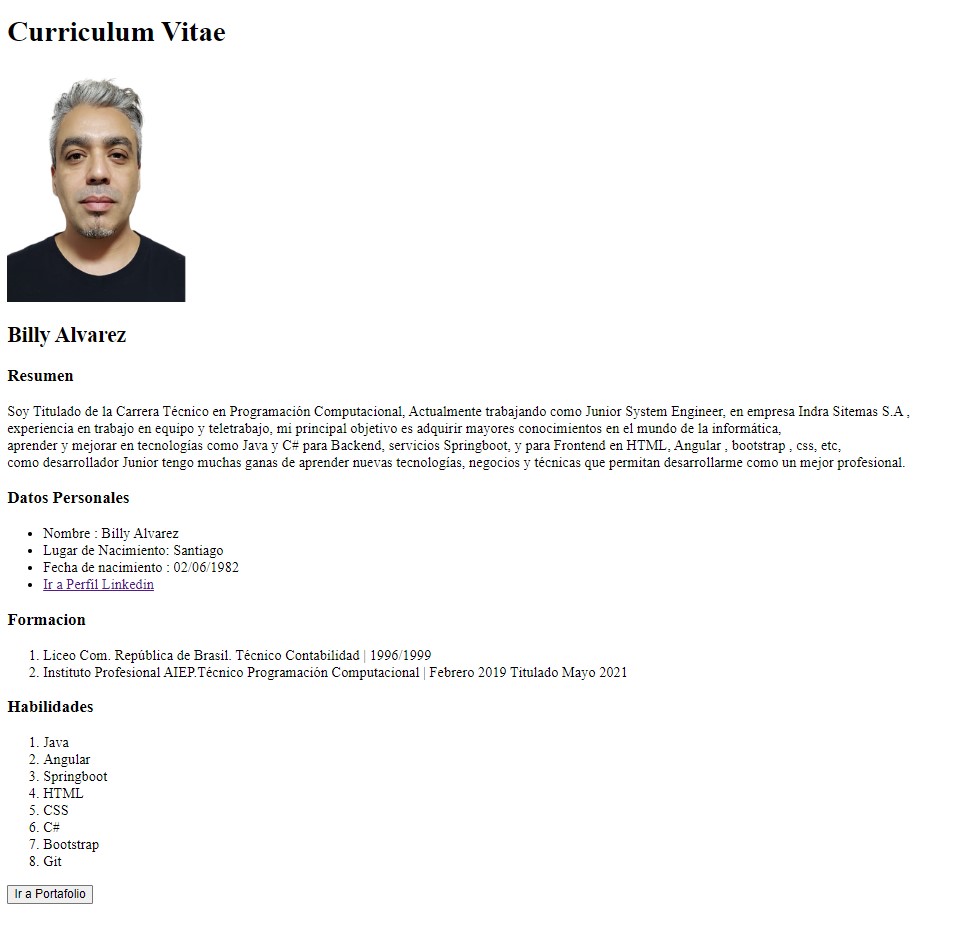 Curriculum Vitae
Billy Alvarez
Resumen
Soy Titulado de la Carrera Técnico en Programación Computacional, Actualmente trabajando como Junior System Engineer, en empresa Indra Sitemas S.A ,
experiencia en trabajo en equipo y teletrabajo, mi principal objetivo es adquirir mayores conocimientos en el mundo de la informática,
aprender y mejorar en tecnologías como Java y C# para Backend, servicios Springboot, y para Frontend en HTML, Angular , bootstrap , css, etc,
como desarrollador Junior tengo muchas ganas de aprender nuevas tecnologías, negocios y técnicas que permitan desarrollarme como un mejor profesional.
Datos Personales
• Nombre : Billy Alvarez
• Lugar de Nacimiento: Santiago
• Fecha de nacimiento : 02/06/1982
• Ir a Perfil Linkedin
Formacion
1. Liceo Com. República de Brasil. Técnico Contabilidad | 1996/1999
2. Instituto Profesional AIEP.Técnico Programación Computacional | Febrero 2019 Titulado Mayo 2021
Habilidades
1. Java
2. Angular
3. Springboot
4. HTML
5. CSS
6. C#
7. Bootstrap
8. Git
Ir a Portafolio